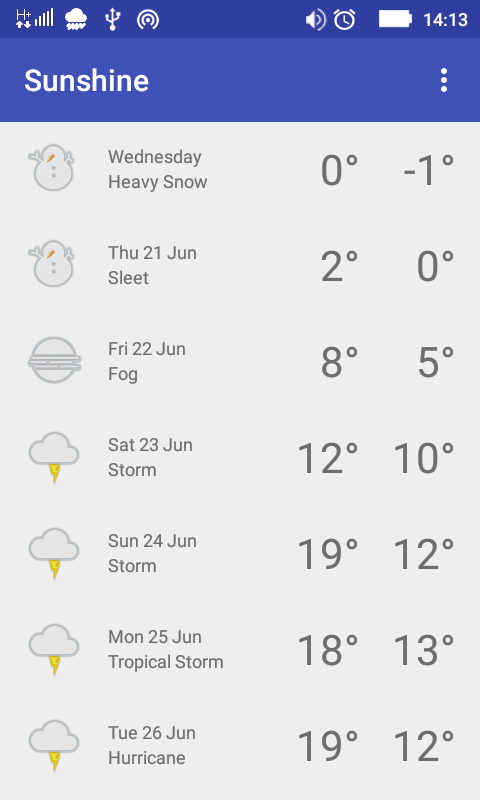 H+ 14:13
Sunshine
Wednesday
Heavy Snow
0° -1°
Thu 21 Jun
Sleet
2° 0°
Fri 22 Jun
Fog
8° 5°
Sat 23 Jun
Storm
12° 10°
Sun 24 Jun
Storm
19° 12°
Mon 25 Jun
Tropical Storm
18° 13°
Tue 26 Jun
Hurricane
19° 12°